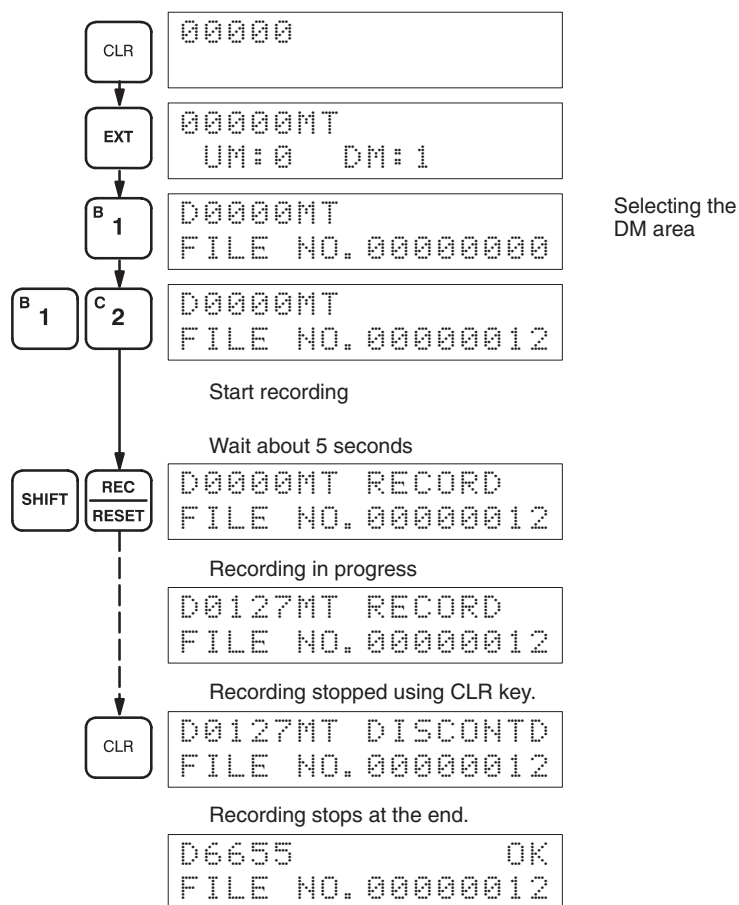 CLR
00000
EXT
00000MT
UM:0 DM:1
B 1
D0000MT
FILE NO.00000000
Selecting the
DM area
B 1
C 2
D0000MT
FILE NO.00000012
Start recording
Wait about 5 seconds
SHIFT
REC
RESET
D0000MT RECORD
FILE NO.00000012
Recording in progress
D0127MT RECORD
FILE NO.00000012
Recording stopped using CLR key.
CLR
D0127MT DISCONTD
FILE NO.00000012
Recording stops at the end.
D6655 OK
FILE NO.00000012